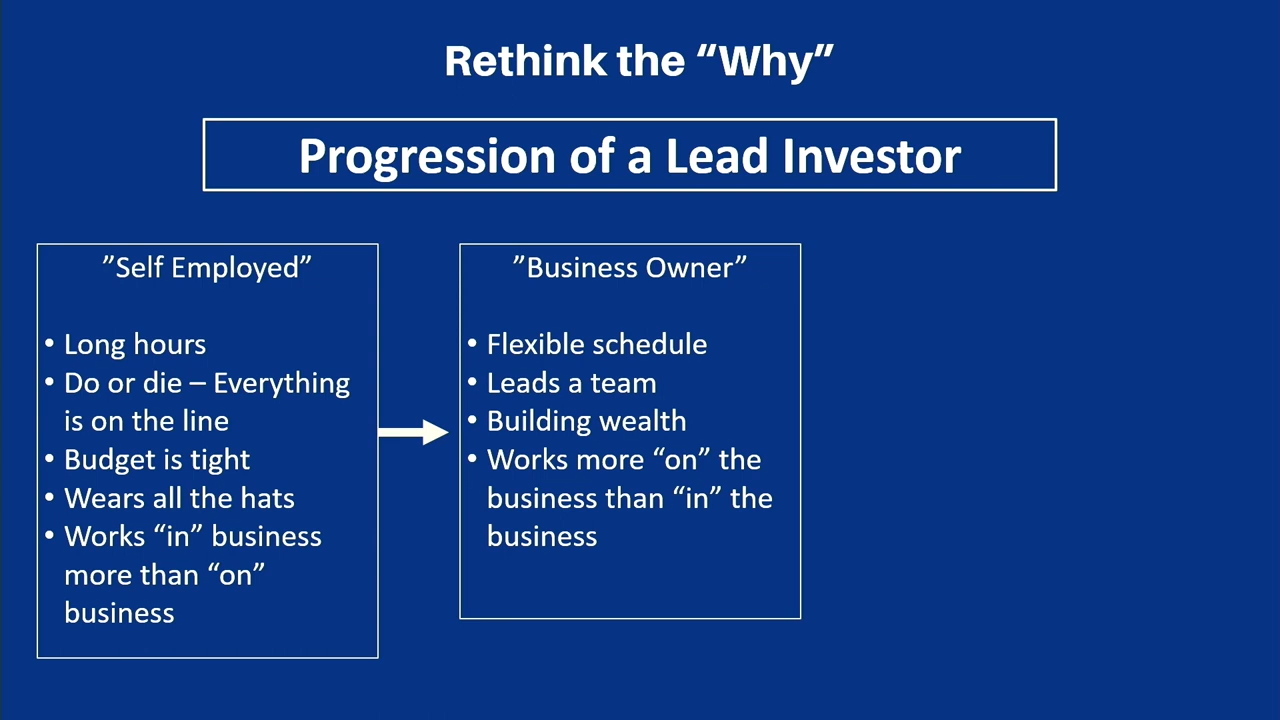 Rethink the “Why”
Progression of a Lead Investor
”Self Employed”
• Long hours
• Do or die – Everything
is on the line
• Budget is tight
• Wears all the hats
• Works “in” business
more than “on”
business
”Business Owner”
• Flexible schedule
• Leads a team
• Building wealth
• Works more “on” the
business than “in” the
business